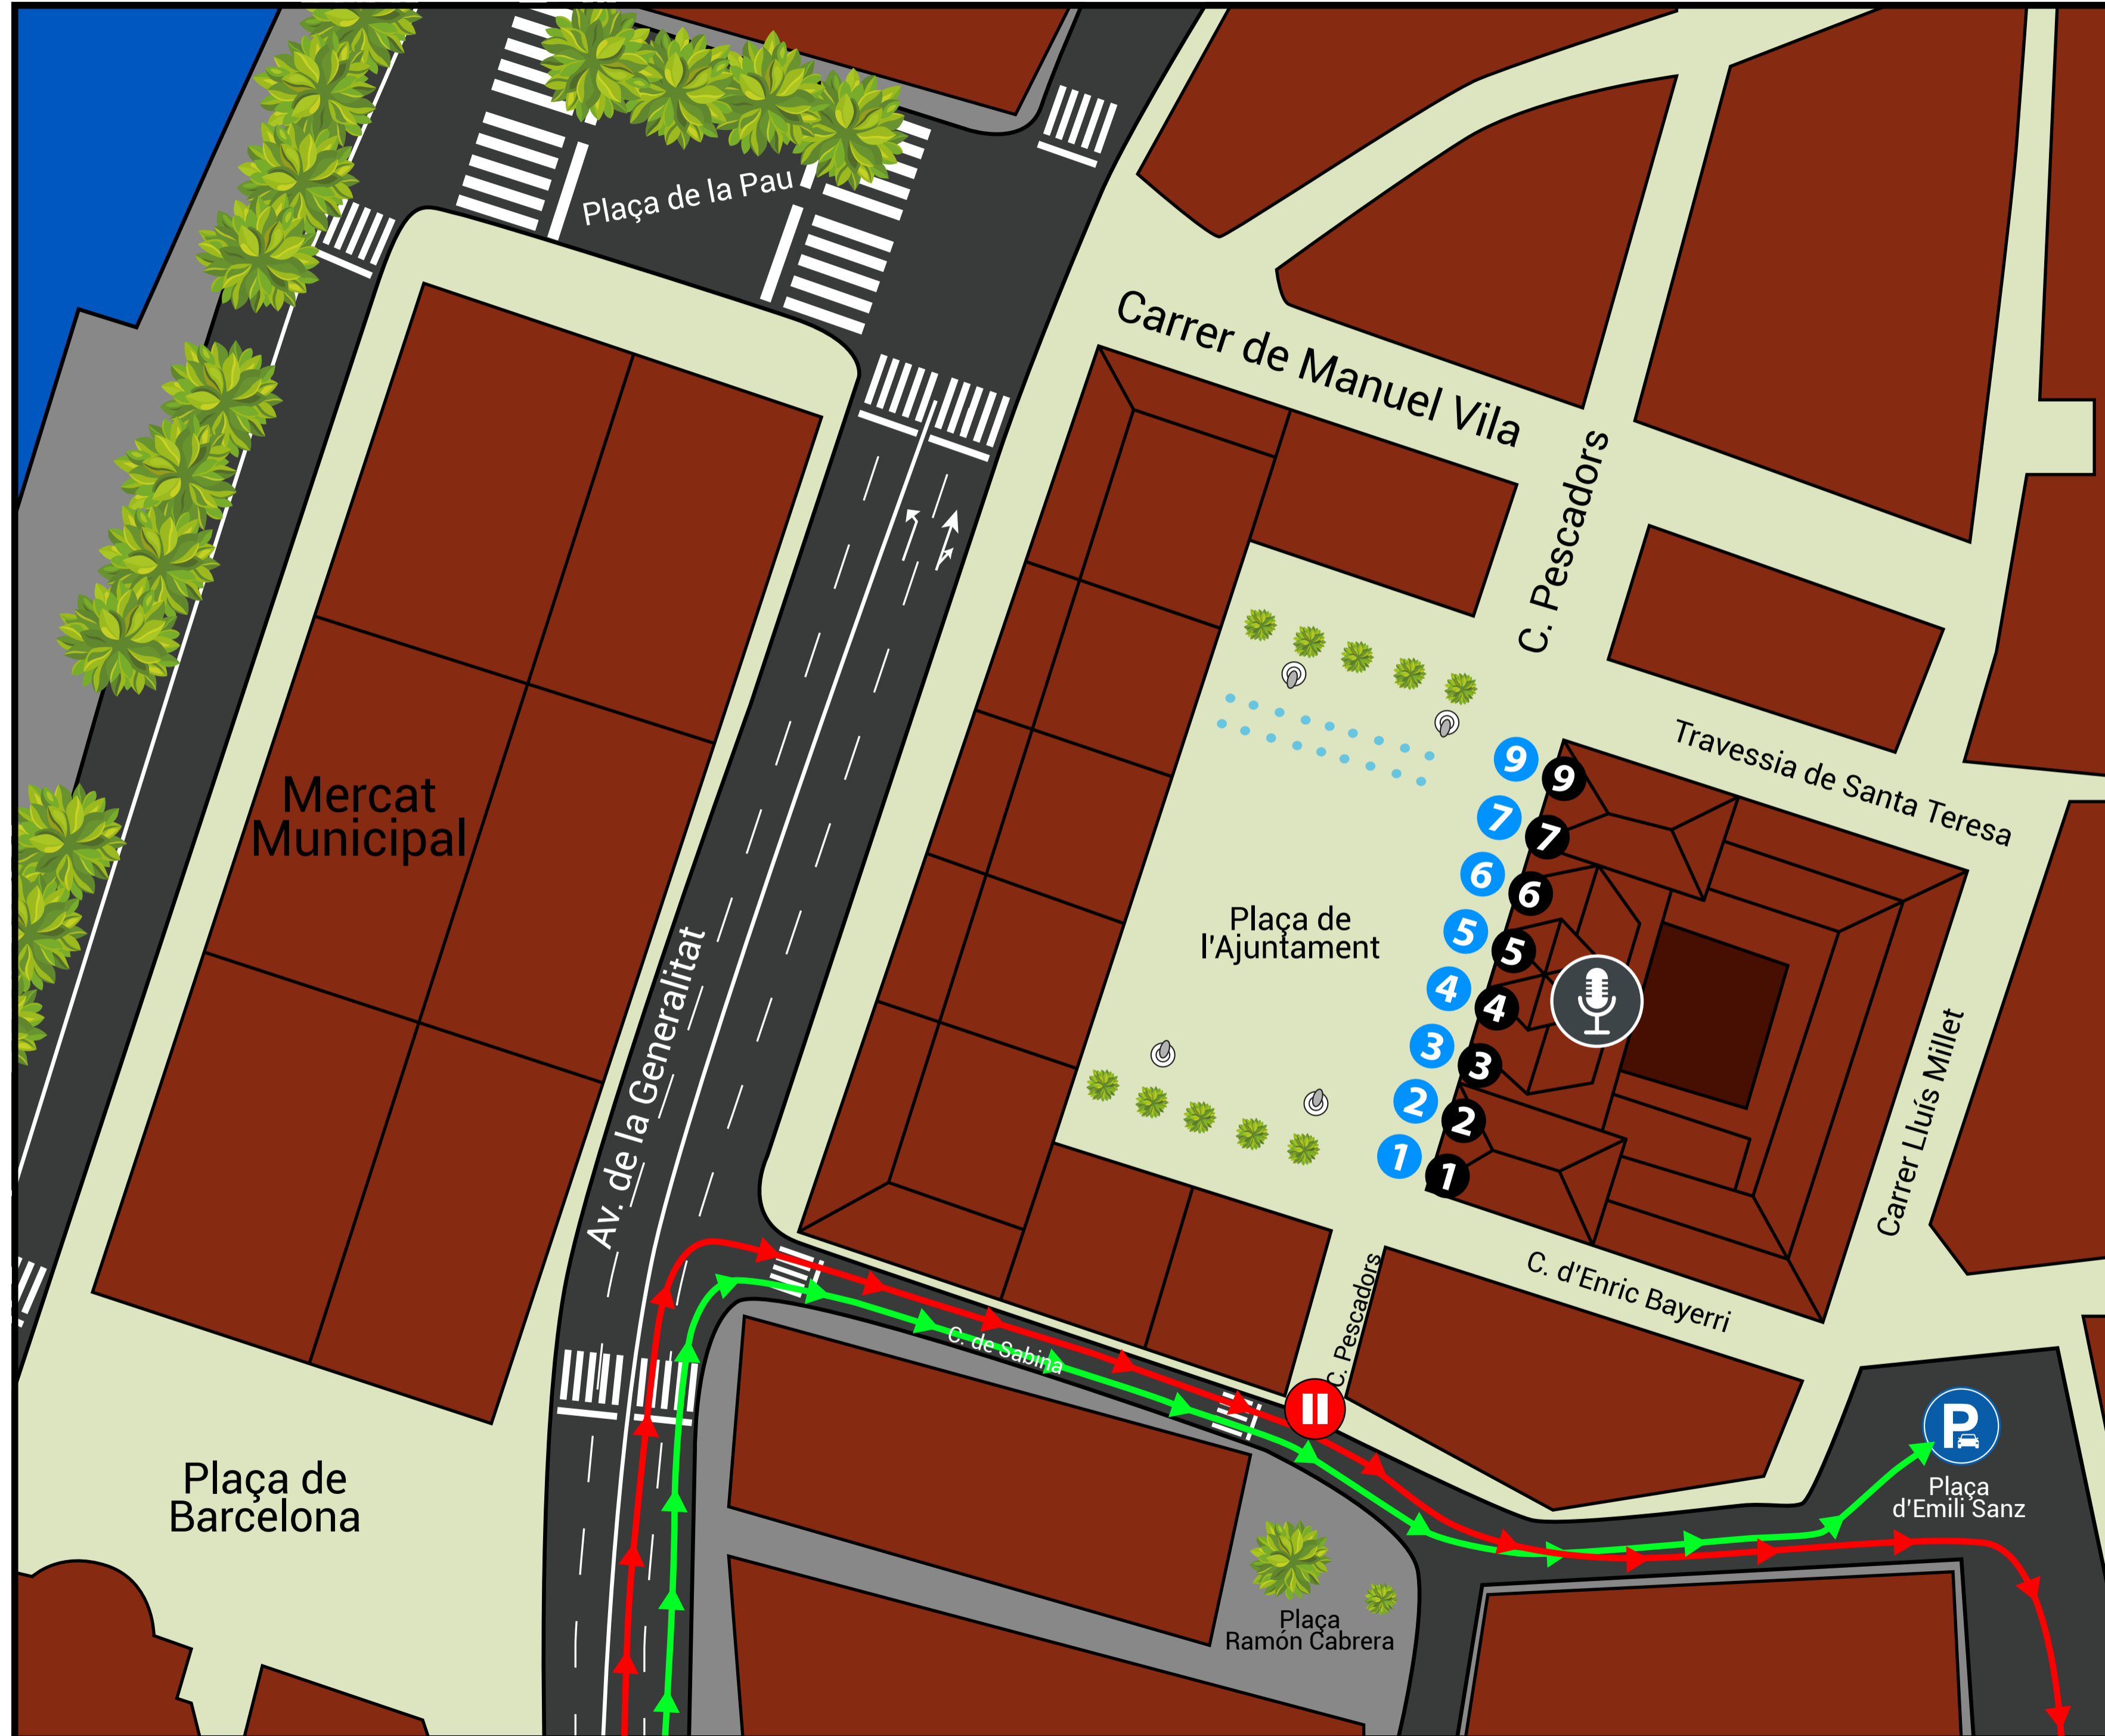 Plaça de la Pau
Carrer de Manuel Vila
C. Pescadors
Travessia de Santa Teresa
Mercat
Municipal
Av. de la Generalitat
Plaça de
l'Ajuntament
9
9
7
7
6
6
5
5
4
4
3
3
2
2
1
1
Carrer Lluís Millet
C. d'Enric Bayerri
C. Pescadors
C. de Sabina
P
Plaça
d'Emili Sanz
Plaça de
Barcelona
Plaça
Ramón Cabrera